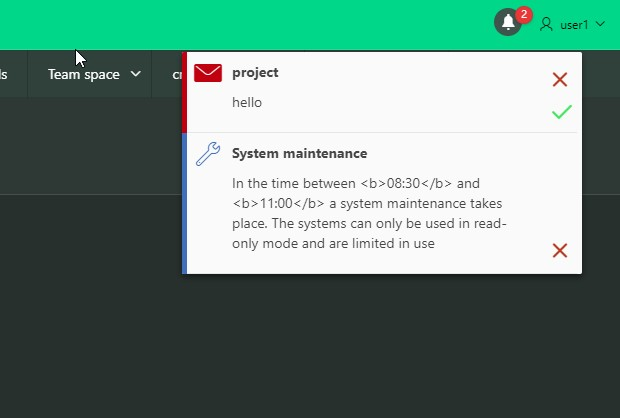 2
user1
ls
Team space
cr
project
hello
System maintenance
In the time between <b>08:30</b> and
<b>11:00</b> a system maintenance takes
place. The systems can only be used in read-
only mode and are limited in use